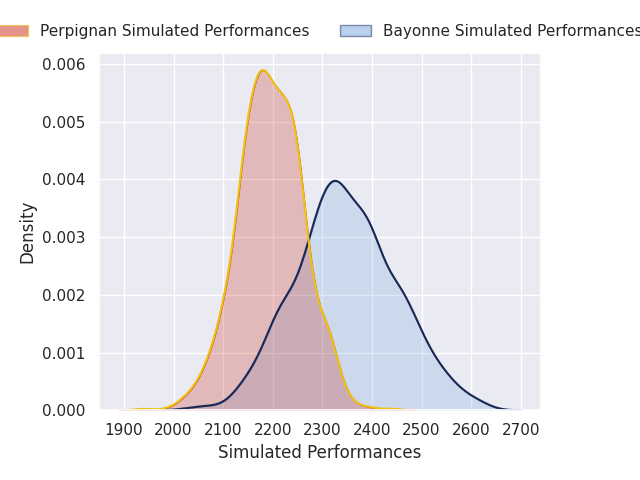 Perpignan Simulated Performances
Bayonne Simulated Performances
0.006
0.005
0.004
0.003
0.002
0.001
0.000
Density
1900 2000 2100 2200 2300 2400 2500 2600 2700
Simulated Performances